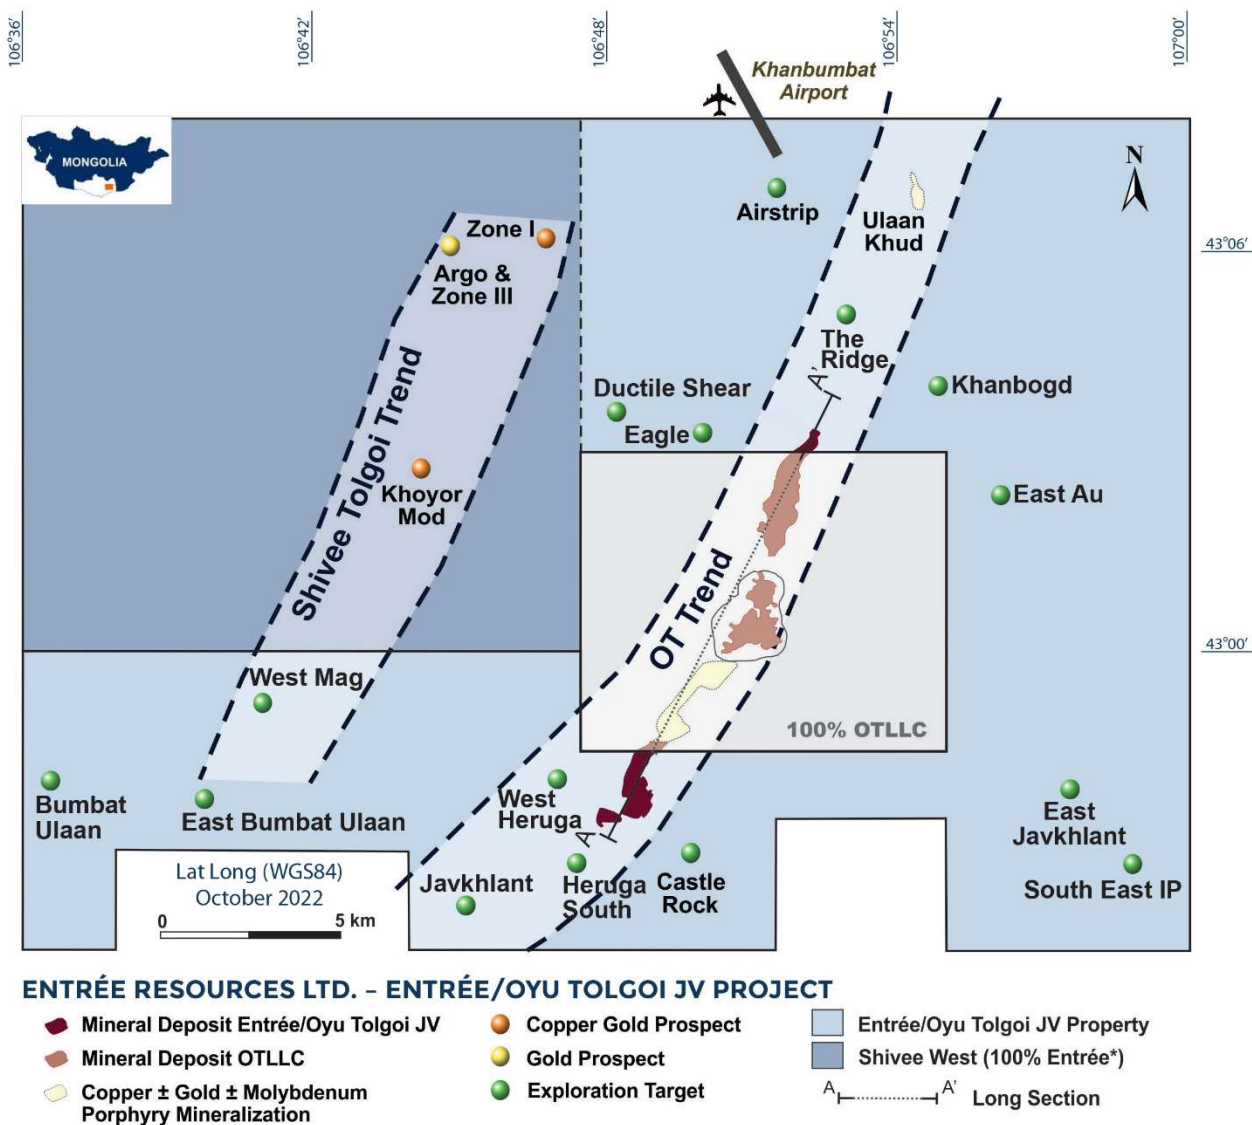 106°36'
106°42'
106°48'
106°54'
107°00'
Khanbumbat
Airport
MONGOLIA
N
Airstrip
Ulaan
Khud
43°06'
Zone I
Argo &
Zone III
The
Ridge
A'
Khanbogd
Ductile Shear
Eagle
Shivee Tolgoi Trend
Khoyor
Mod
East Au
OT Trend
43°00'
West Mag
100% OTLLC
Bumbat
Ulaan
East Bumbat Ulaan
West
Heruga
A
East
Javkhlant
Lat Long (WGS84)
October 2022
0 5 km
Javkhlant
Heruga
South
Castle
Rock
South East IP
ENTRÉE RESOURCES LTD. – ENTRÉE/OYU TOLGOI JV PROJECT
Mineral Deposit Entrée/Oyu Tolgoi JV
Mineral Deposit OTLLC
Copper ± Gold ± Molybdenum
Porphyry Mineralization
Copper Gold Prospect
Gold Prospect
Exploration Target
Entrée/Oyu Tolgoi JV Property
Shivee West (100% Entrée*)
A A' Long Section